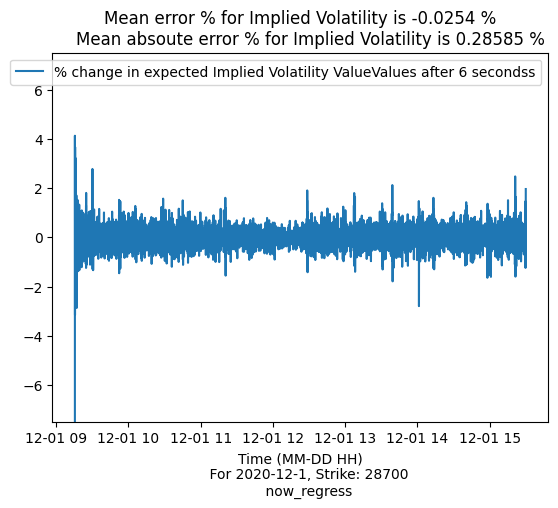 Mean error % for Implied Volatility is -0.0254 %
Mean absoute error % for Implied Volatility is 0.28585 %
% change in expected Implied Volatility ValueValues after 6 secondss
6
4
2
0
−2
−4
−6
12-01 09 12-01 10 12-01 11 12-01 12 12-01 13 12-01 14 12-01 15
Time (MM-DD HH)
For 2020-12-1, Strike: 28700
now_regress